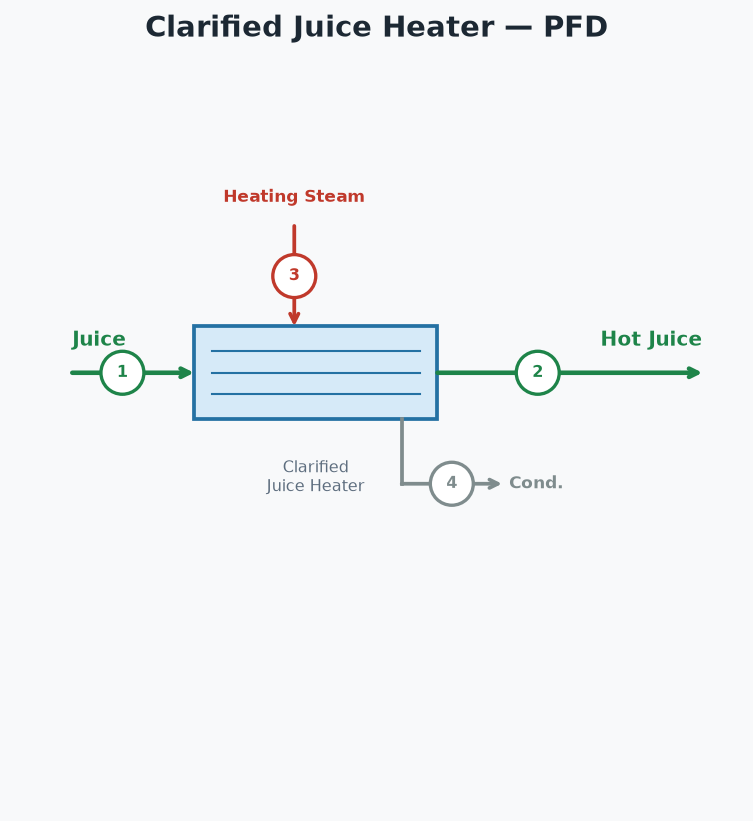 Clarified Juice Heater — PFD
Heating Steam
3
Juice
Hot Juice
1
2
Clarified
Juice Heater
4
Cond.